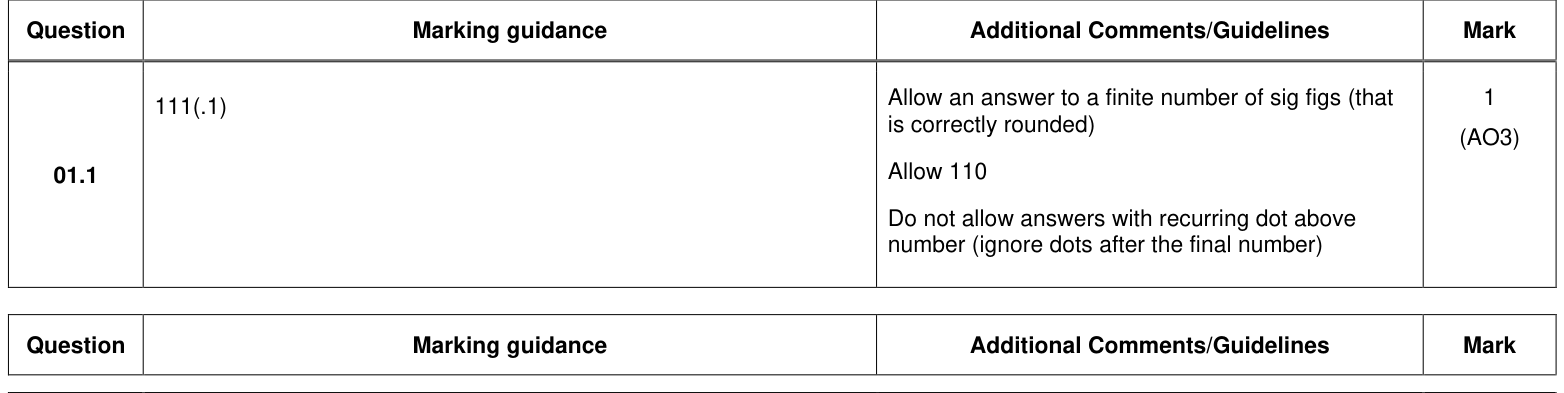 Question Marking guidance Additional Comments/Guidelines Mark
01.1
111(.1)
Allow an answer to a finite number of sig figs (that
is correctly rounded)
Allow 110
Do not allow answers with recurring dot above
number (ignore dots after the final number)
1
(AO3)
Question Marking guidance Additional Comments/Guidelines Mark